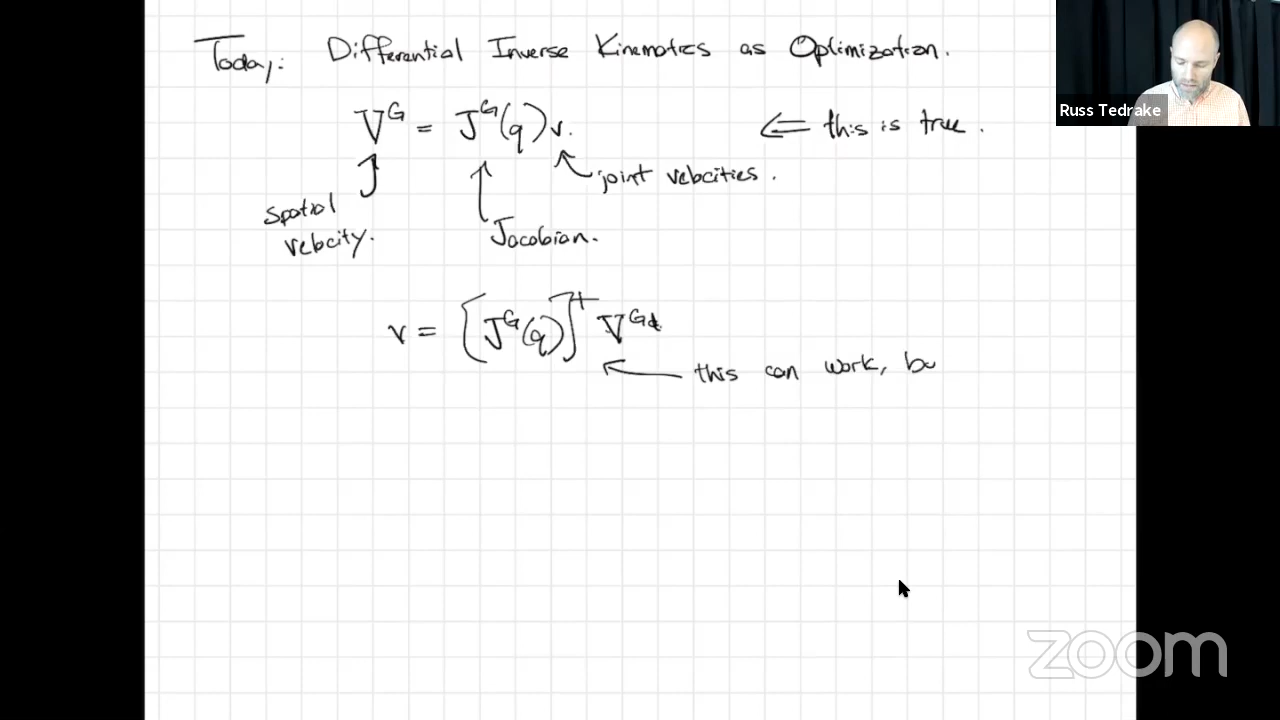 Today: Differential Inverse Kinematics as Optimization.
Russ Tedrake
V^G = J^G(q) v. ⇐ this is true.
joint velocities.
Spatial velocity.
Jacobian.
v = [J^G(q)]^+ V^Gd
this can work, bu
zoom